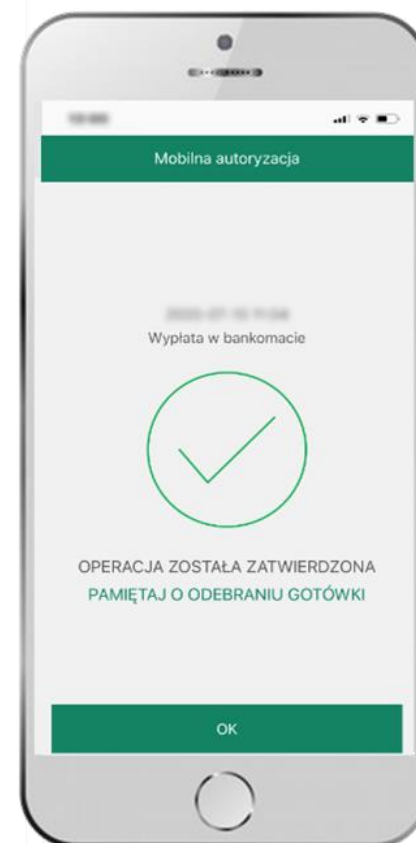 Mobilna autoryzacja
Wypłata w bankomacie
OPERACJA ZOSTAŁA ZATWIERDZONA
PAMIĘTAJ O ODEBRANIU GOTÓWKI
OK